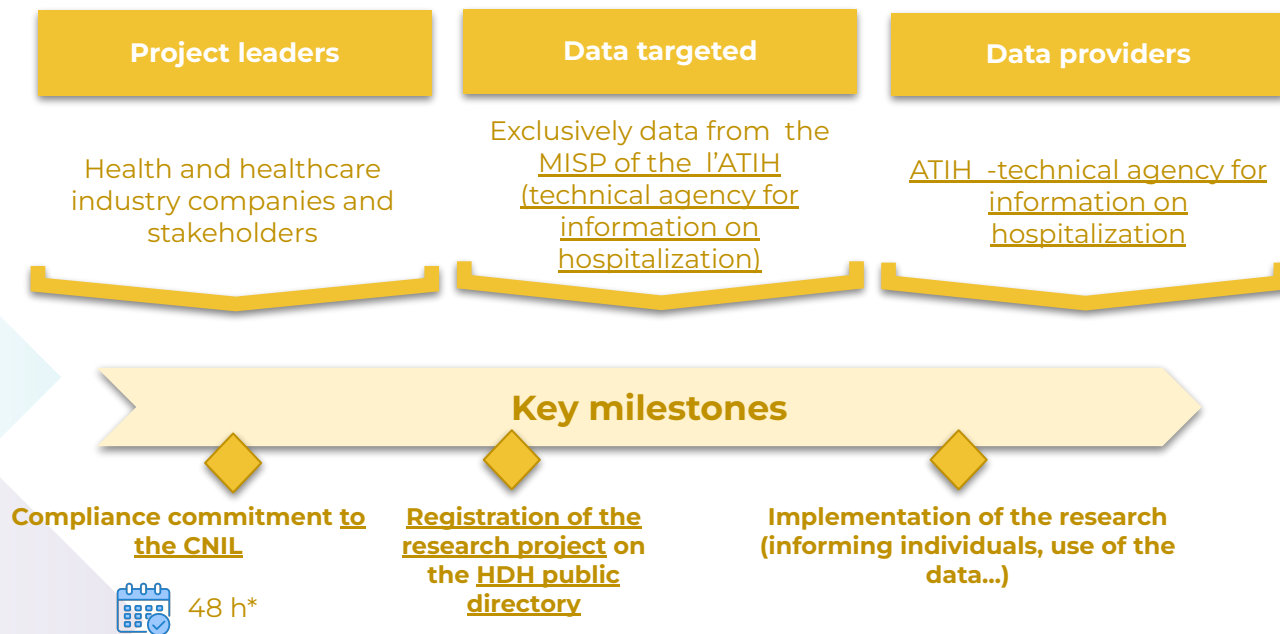 Project leaders
Data targeted
Data providers
Health and healthcare
industry companies and
stakeholders
Exclusively data from the
MISP of the l'ATIH
(technical agency for
information on
hospitalization)
ATIH -technical agency for
information on
hospitalization
Key milestones
Compliance commitment to
the CNIL
48 h*
Registration of the
research project on
the HDH public
directory
Implementation of the research
(informing individuals, use of the
data...)